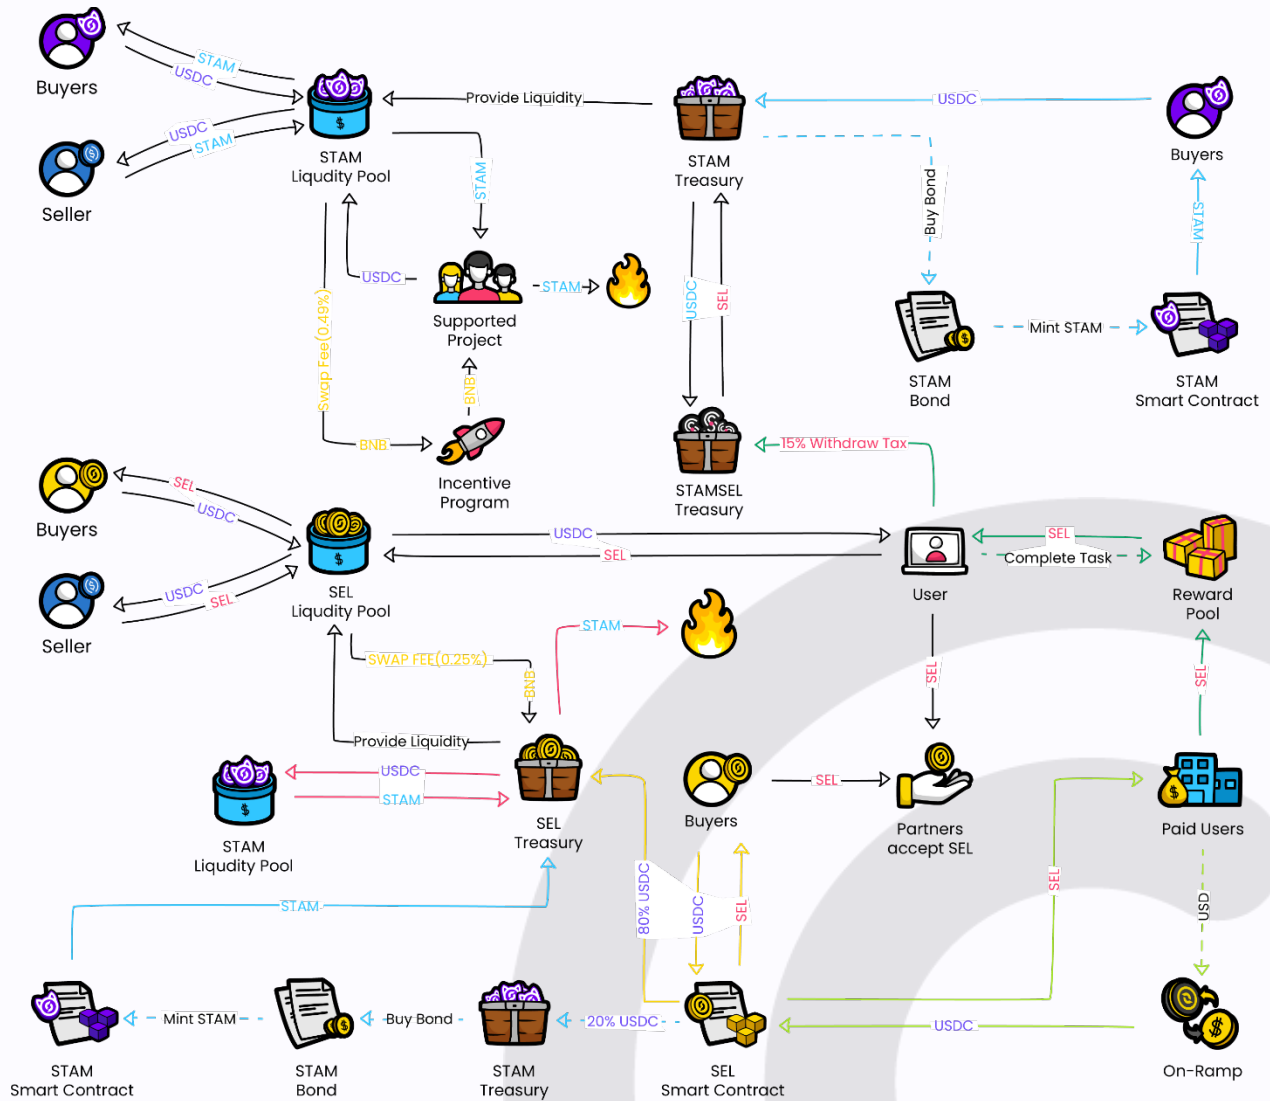 STAM
USDC
Buyers
USDC
STAM
Seller
STAM
Liqudity Pool
Provide Liquidity
STAM
Treasury
USDC
Buyers
STAM
Buy Bond
STAM
USDC
Supported
Project
STAM
USDC
SEL
STAM
Bond
Mint STAM
STAM
Smart Contract
Swap Fee(0.49%)
BNB
BNB
Incentive
Program
STAMSEL
Treasury
15% Withdraw Tax
SEL
USDC
Buyers
USDC
SEL
Seller
SEL
Liqudity Pool
USDC
SEL
User
SEL
Complete Task
Reward
Pool
STAM
SWAP FEE(0.25%)
BNB
SEL
SEL
Provide Liquidity
USDC
STAM
STAM
Liqudity Pool
SEL
Treasury
Buyers
SEL
Partners
accept SEL
Paid Users
STAM
80% USDC
USDC
SEL
SEL
USD
STAM
Smart Contract
Mint STAM
STAM
Bond
Buy Bond
STAM
Treasury
20% USDC
SEL
Smart Contract
USDC
On-Ramp